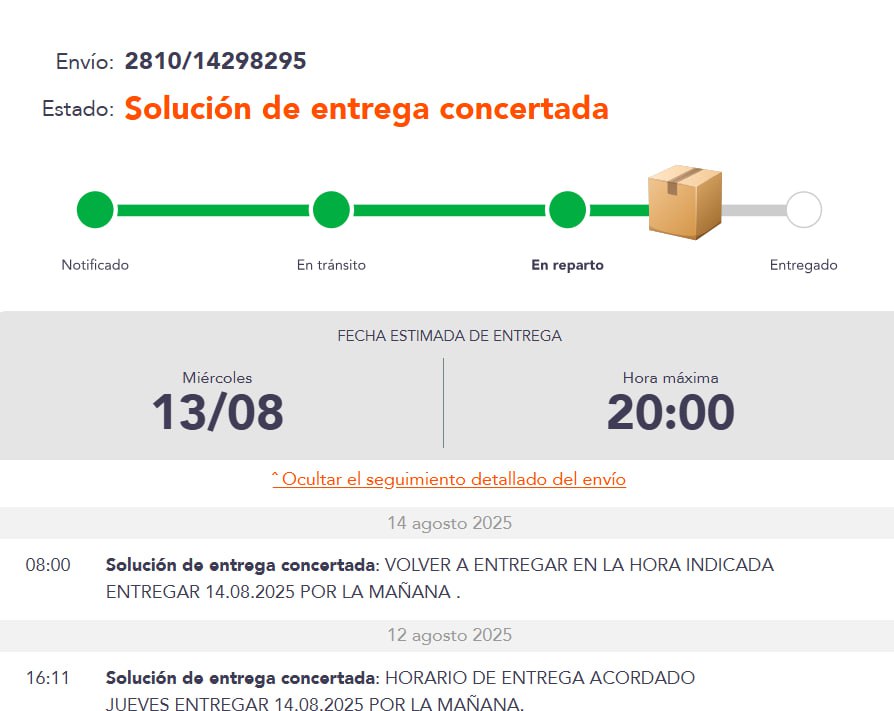 Envío: 2810/14298295
Estado: Solución de entrega concertada
Notificado
En tránsito
En reparto
Entregado
FECHA ESTIMADA DE ENTREGA
Miércoles
13/08
Hora máxima
20:00
ˆ Ocultar el seguimiento detallado del envío
14 agosto 2025
08:00 Solución de entrega concertada: VOLVER A ENTREGAR EN LA HORA INDICADA
ENTREGAR 14.08.2025 POR LA MAÑANA .
12 agosto 2025
16:11 Solución de entrega concertada: HORARIO DE ENTREGA ACORDADO
JUEVES ENTREGAR 14.08.2025 POR LA MAÑANA.